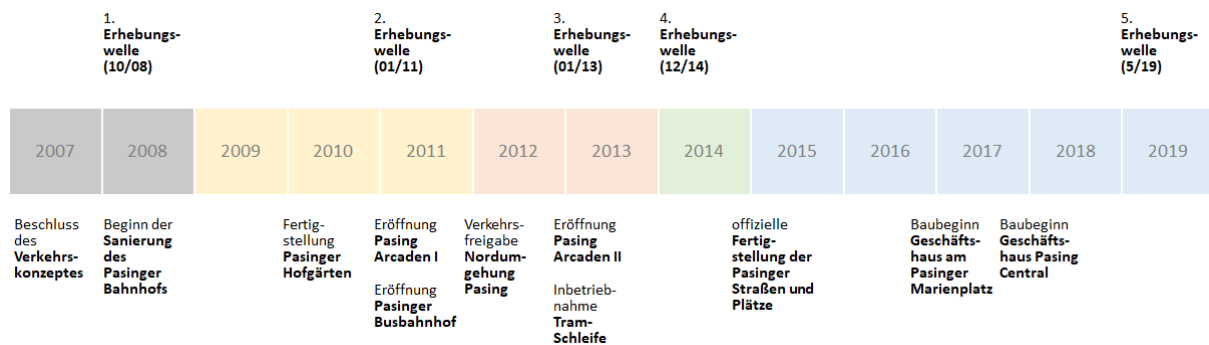 1.
Erhebungs-
welle
(10/08)
2.
Erhebungs-
welle
(01/11)
3.
Erhebungs-
welle
(01/13)
4.
Erhebungs-
welle
(12/14)
5.
Erhebungs-
welle
(5/19)
2007
2008
2009
2010
2011
2012
2013
2014
2015
2016
2017
2018
2019
Beschluss
des
Verkehrs-
konzeptes
Beginn der
Sanierung
des
Pasinger
Bahnhofs
Fertig-
stellung
Pasinger
Hofgärten
Eröffnung
Pasing
Arcaden I
Eröffnung
Pasinger
Busbahnhof
Verkehrs-
freigabe
Nordum-
gehung
Pasing
Eröffnung
Pasing
Arcaden II
Inbetrieb-
nahme
Tram-
Schleife
offizielle
Fertig-
stellung der
Pasinger
Straßen und
Plätze
Baubeginn
Geschäfts-
haus am
Pasinger
Marienplatz
Baubeginn
Geschäfts-
haus Pasing
Central